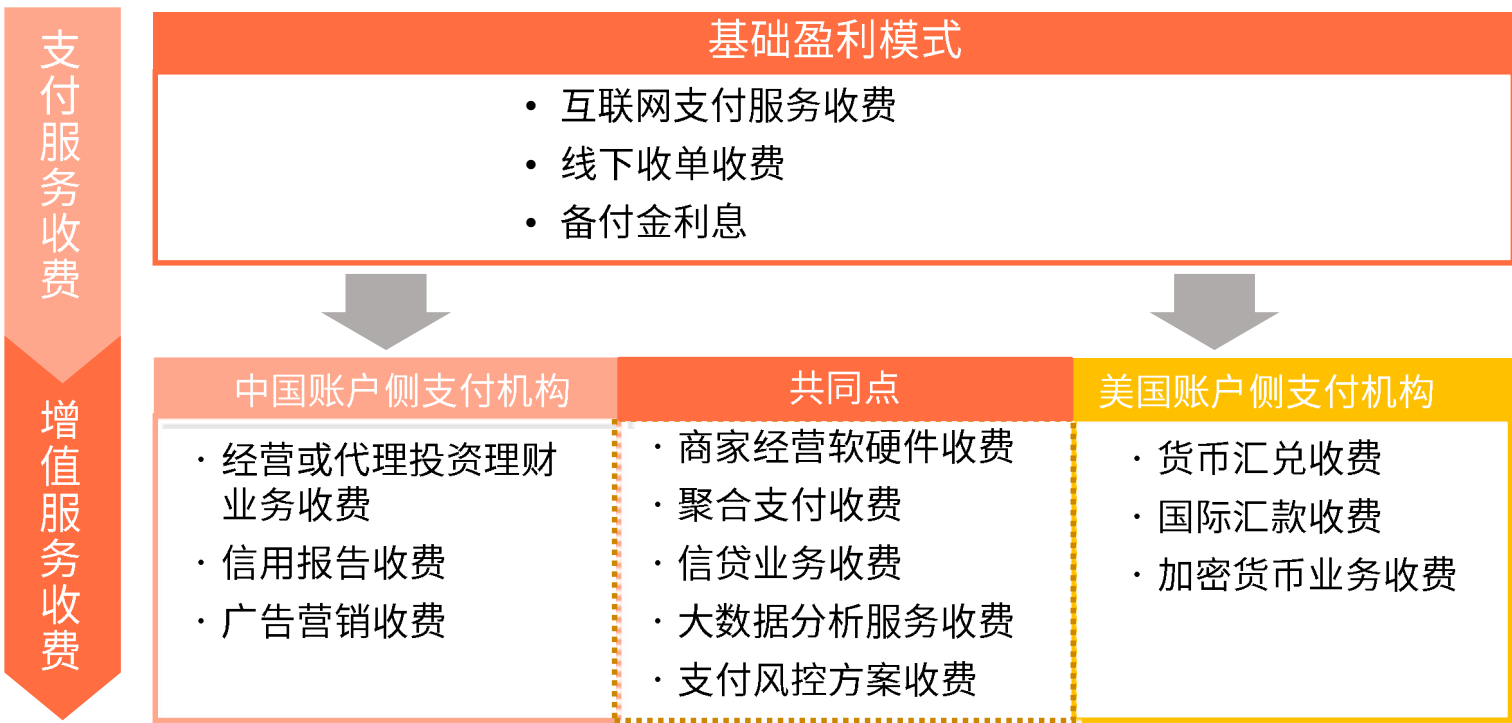 支付服务收费
基础盈利模式
• 互联网支付服务收费
• 线下收单收费
• 备付金利息
增值服务收费
中国账户侧支付机构
· 经营或代理投资理财
业务收费
· 信用报告收费
· 广告营销收费
共同点
· 商家经营软硬件收费
· 聚合支付收费
· 信贷业务收费
· 大数据分析服务收费
· 支付风控方案收费
美国账户侧支付机构
· 货币汇兑收费
· 国际汇款收费
· 加密货币业务收费